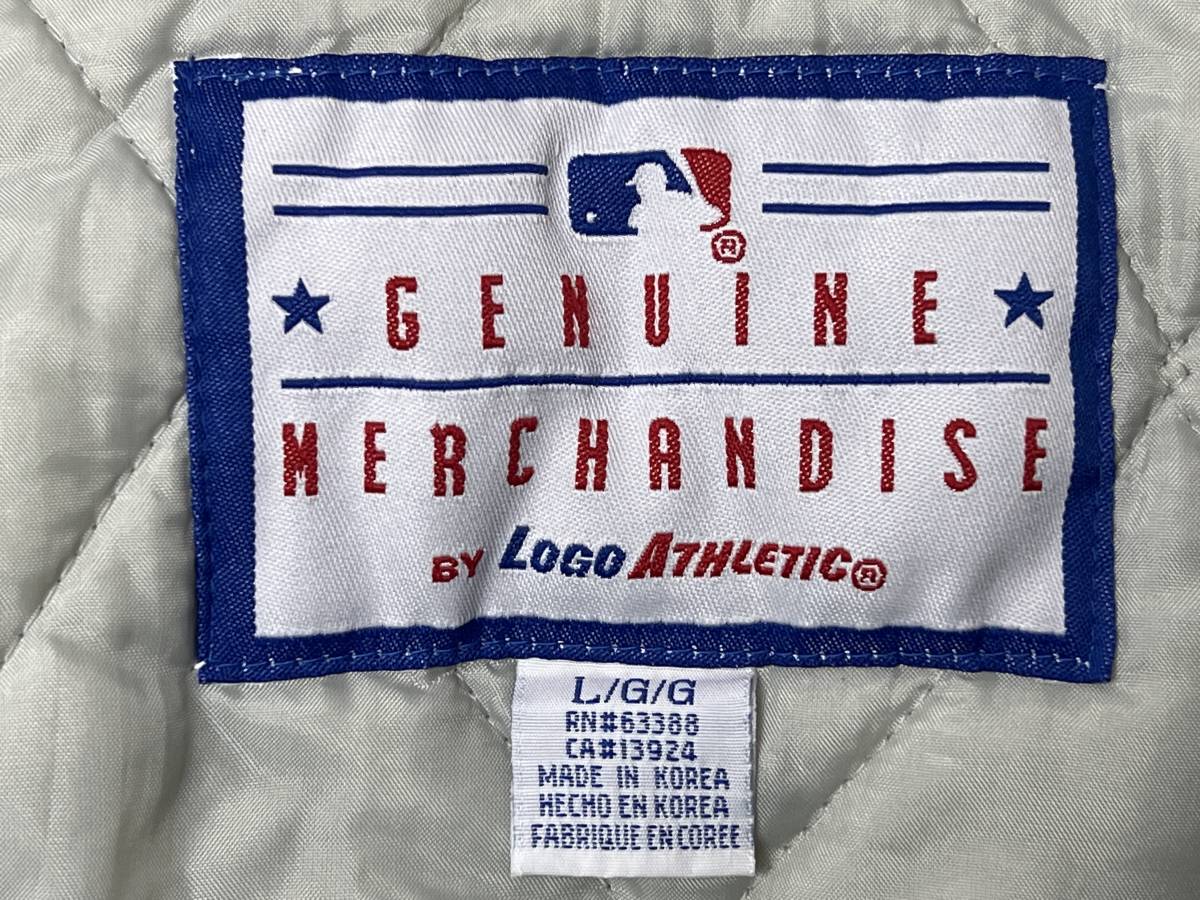 ®
GENUINE
MERCHANDISE
BY LOGO ATHLETIC®
L/G/G
RN#63388
CA#13924
MADE IN KOREA
HECHO EN KOREA
FABRIQUE EN COREE